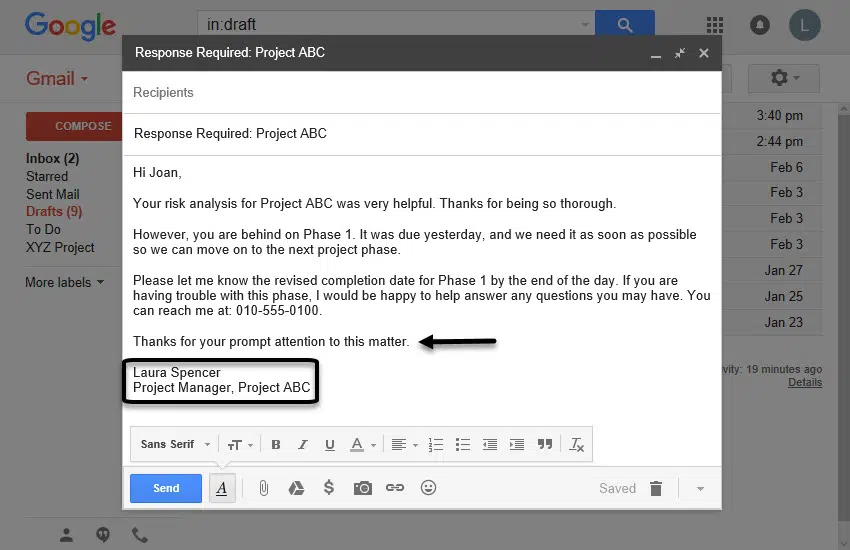 Google
in:draft
L
Response Required: Project ABC
Gmail
Recipients
COMPOSE
Response Required: Project ABC
3:40 pm
2:44 pm
Feb 6
Feb 3
Feb 3
Feb 3
Jan 27
Jan 25
Jan 23
Inbox (2)
Starred
Sent Mail
Drafts (9)
To Do
XYZ Project
More labels
Hi Joan,
Your risk analysis for Project ABC was very helpful. Thanks for being so thorough.
However, you are behind on Phase 1. It was due yesterday, and we need it as soon as possible
so we can move on to the next project phase.
Please let me know the revised completion date for Phase 1 by the end of the day. If you are
having trouble with this phase, I would be happy to help answer any questions you may have. You
can reach me at: 010-555-0100.
Thanks for your prompt attention to this matter.
Laura Spencer
Project Manager, Project ABC
vity: 19 minutes ago
Details
Sans Serif
Send
Saved